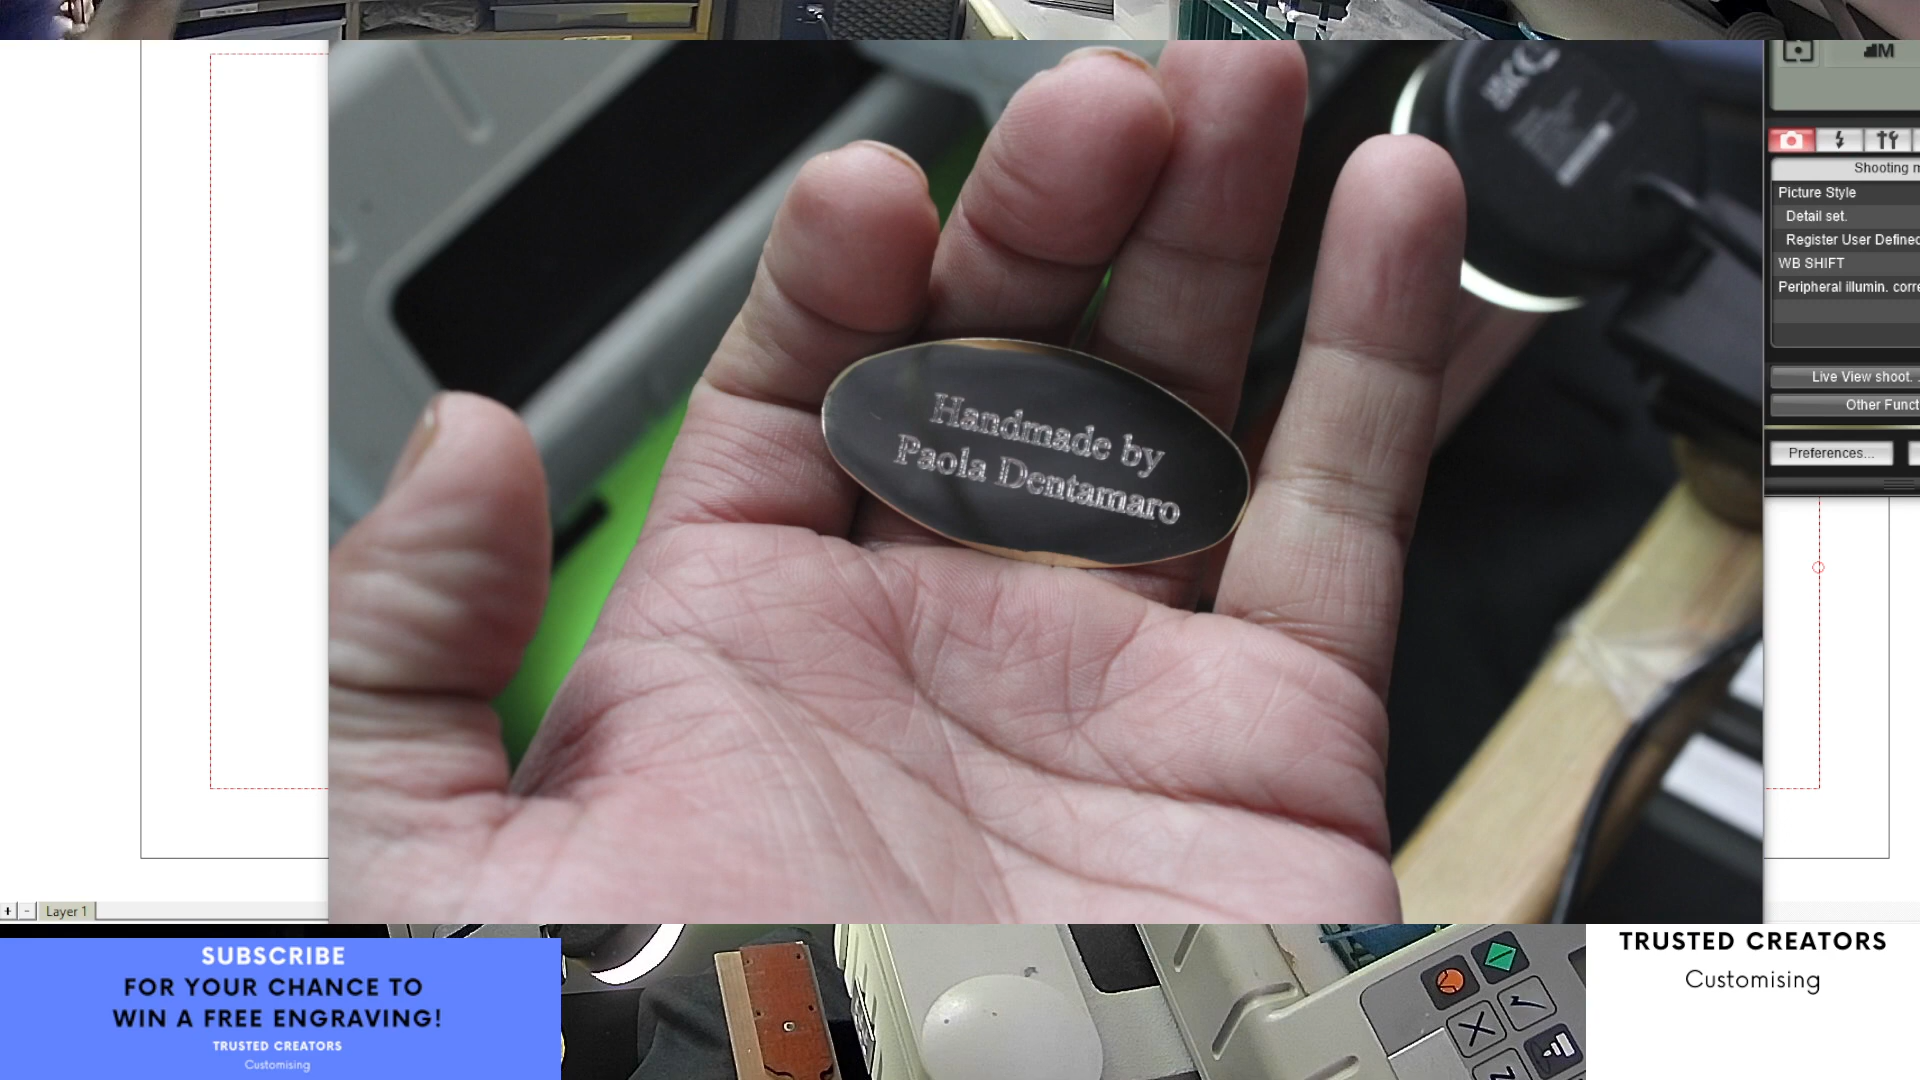 M
Shooting m
Picture Style
Detail set.
Register User Defined
WB SHIFT
Peripheral illumin. corre
Live View shoot. ..
Other Funct
Preferences...
Handmade by
Paola Dentamaro
+ - Layer 1
SUBSCRIBE
FOR YOUR CHANCE TO
WIN A FREE ENGRAVING!
TRUSTED CREATORS
Customising
TRUSTED CREATORS
Customising